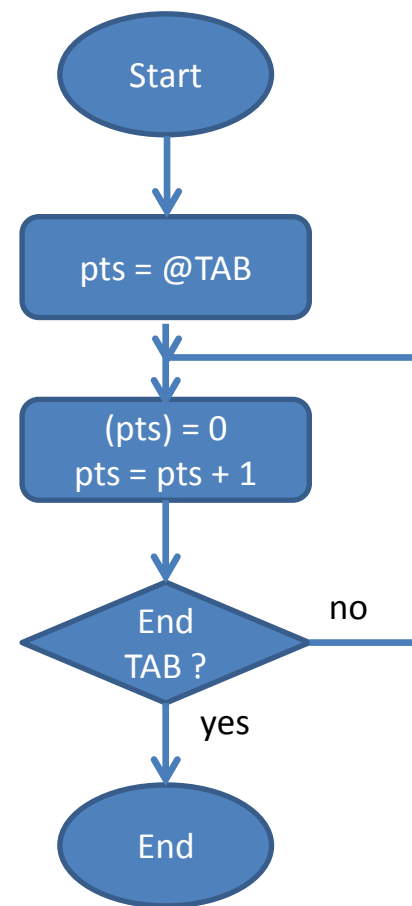 Start
pts = @TAB
(pts) = 0
pts = pts + 1
End
TAB ?
no
yes
End